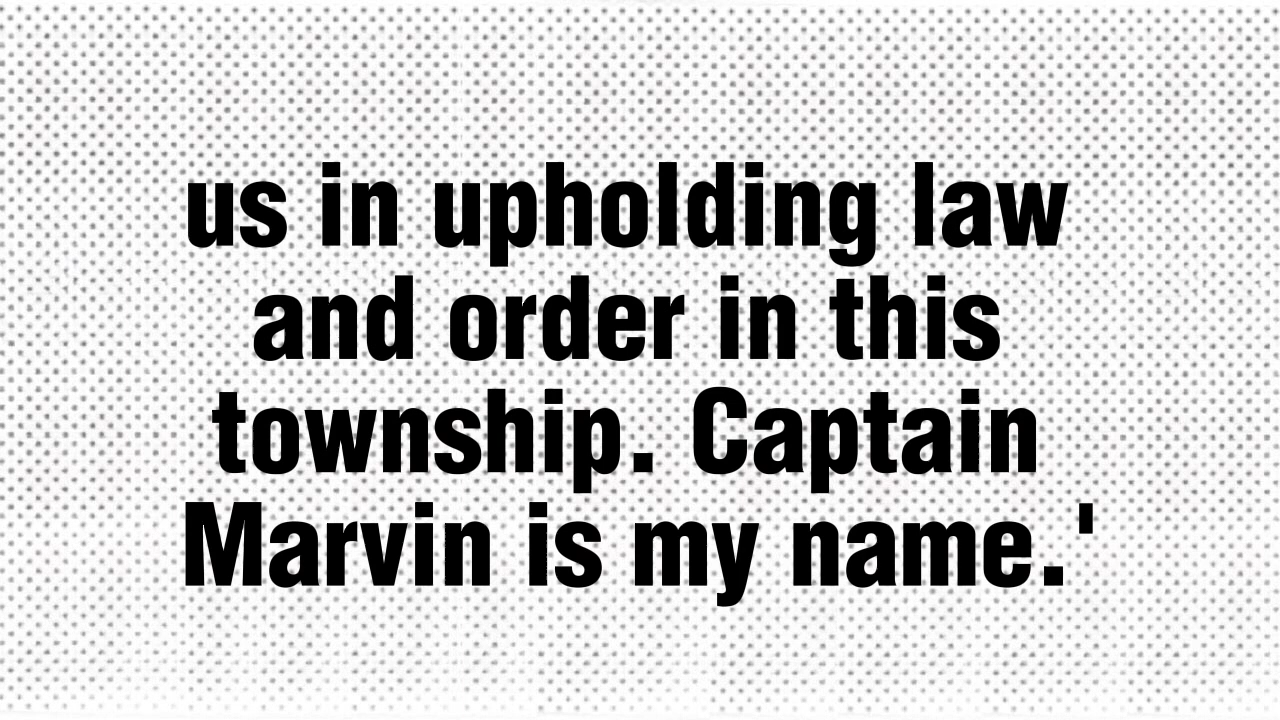 us in upholding law
and order in this
township. Captain
Marvin is my name.'